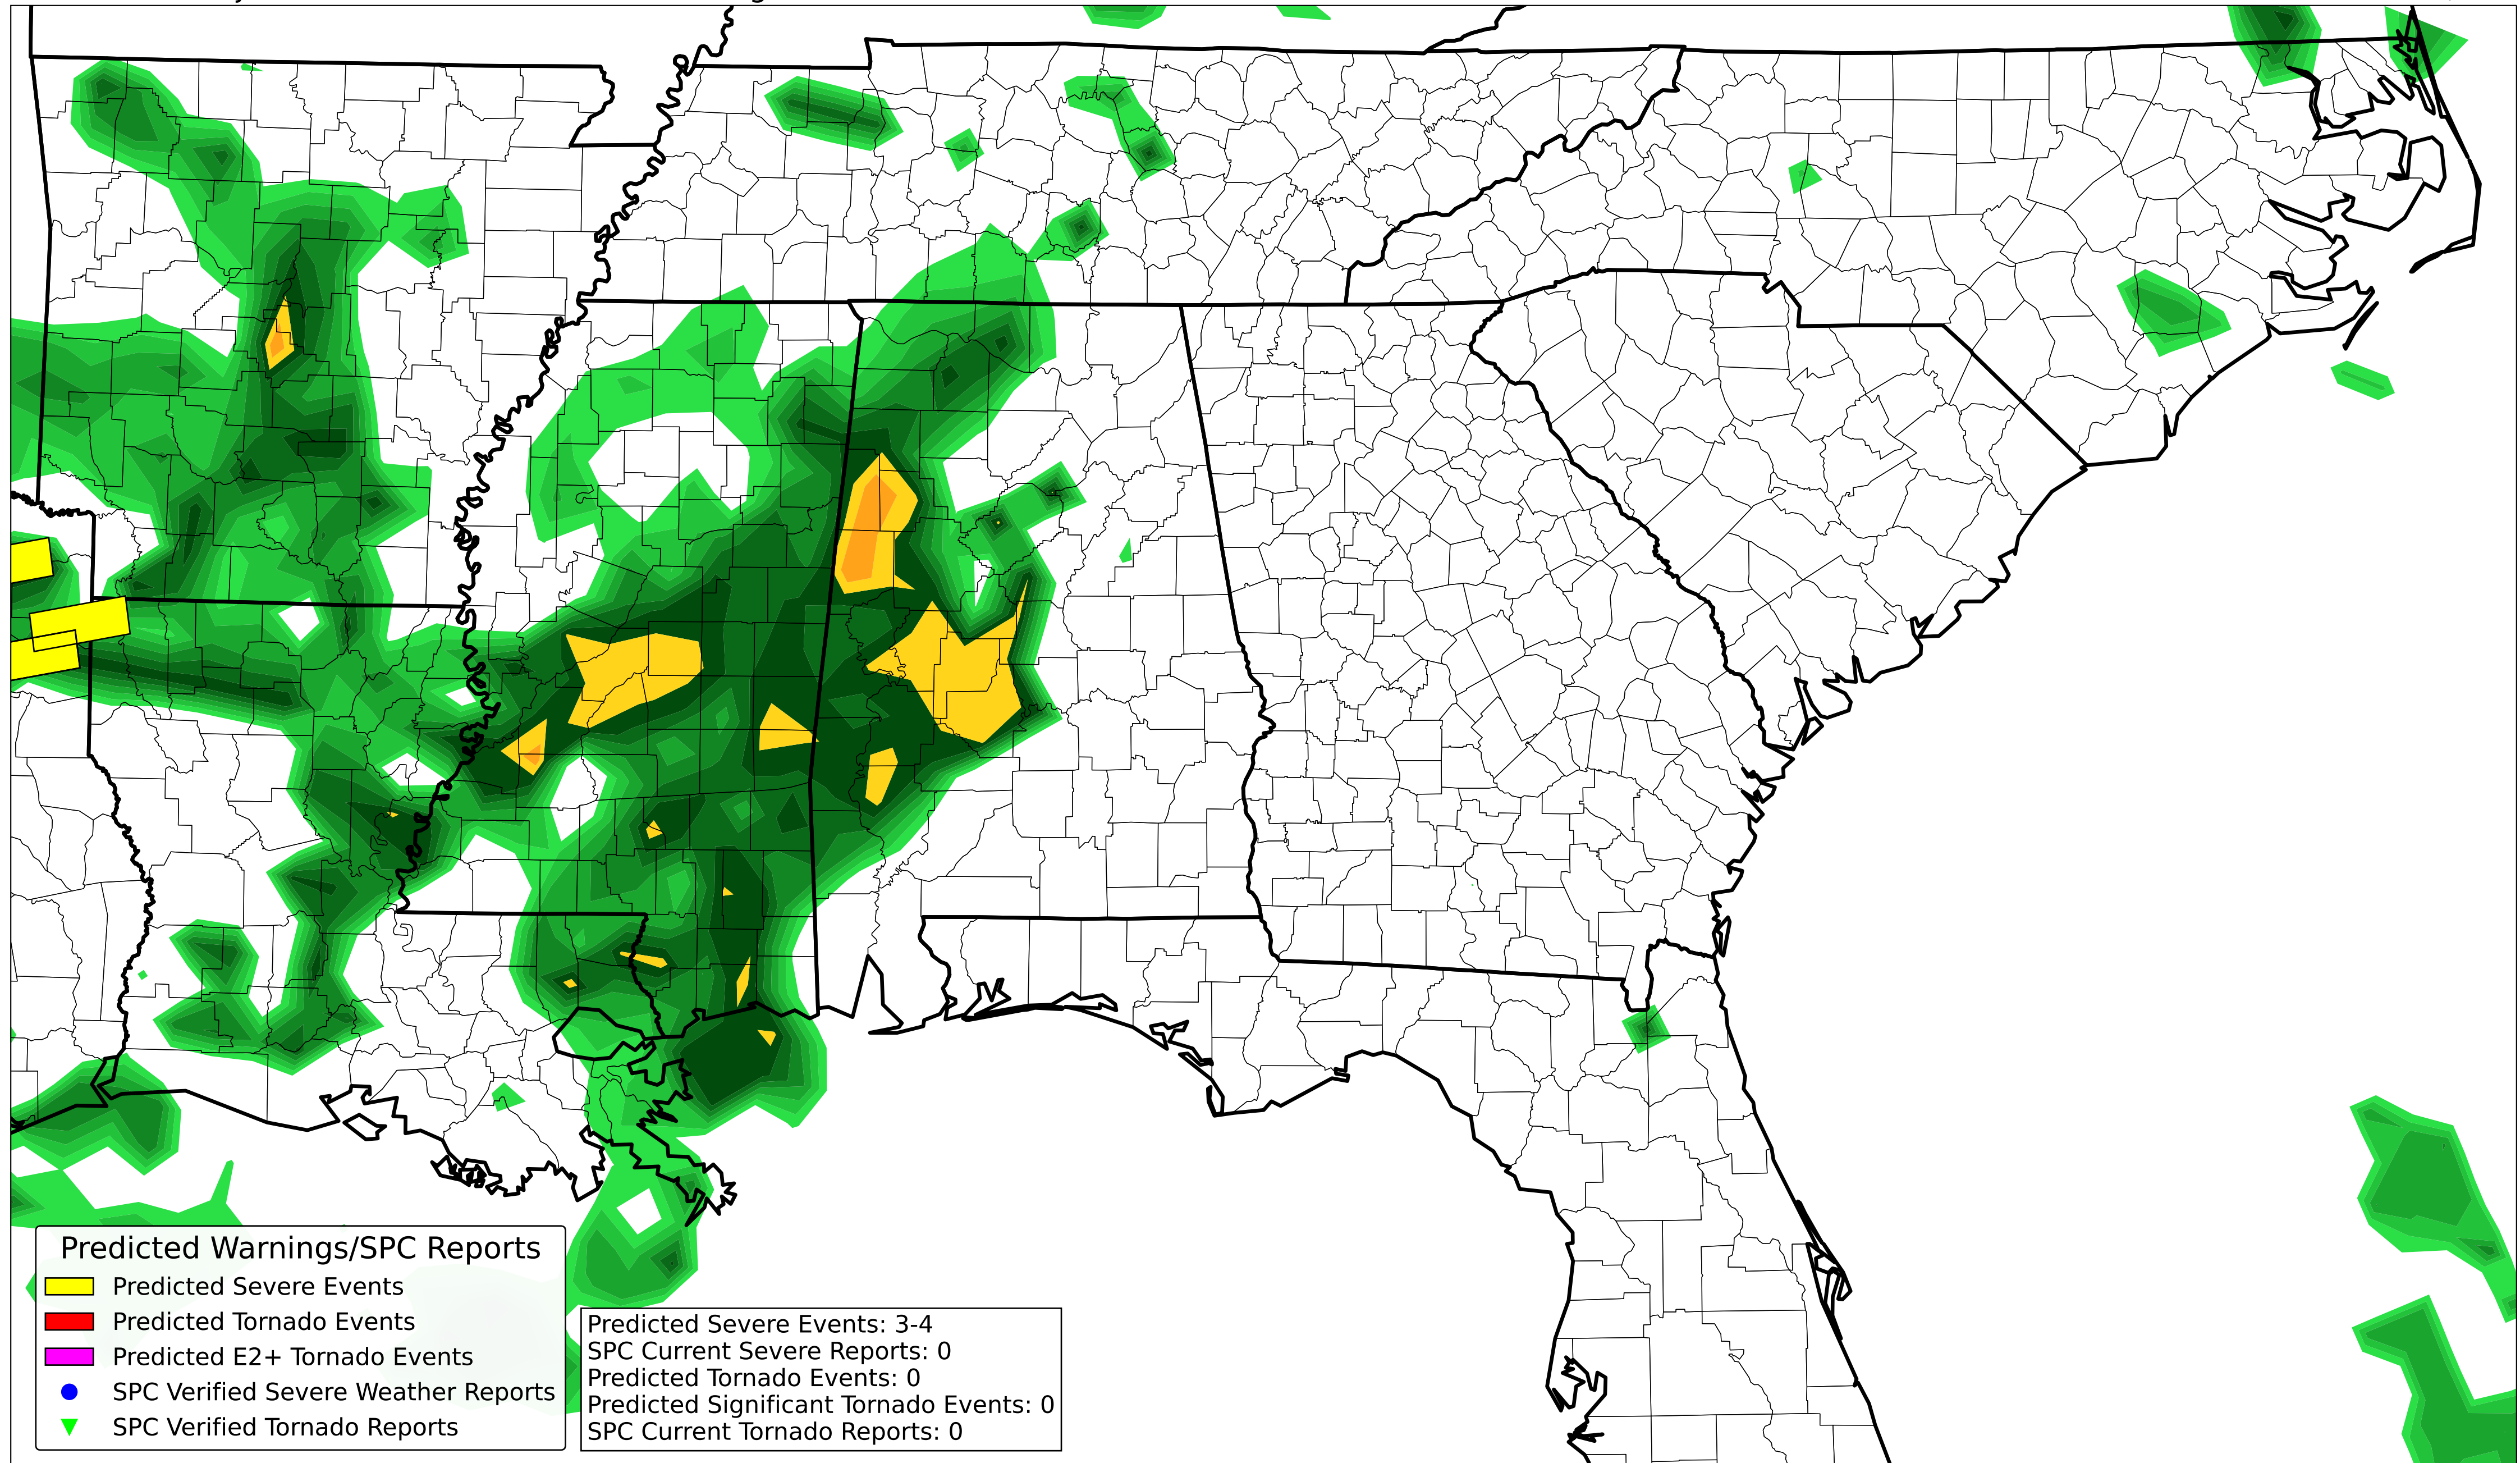 Predicted Warnings/SPC Reports
Predicted Severe Events
Predicted Tornado Events
Predicted E2+ Tornado Events
SPC Verified Severe Weather Reports
SPC Verified Tornado Reports
Predicted Severe Events: 3-4
SPC Current Severe Reports: 0
Predicted Tornado Events: 0
Predicted Significant Tornado Events: 0
SPC Current Tornado Reports: 0